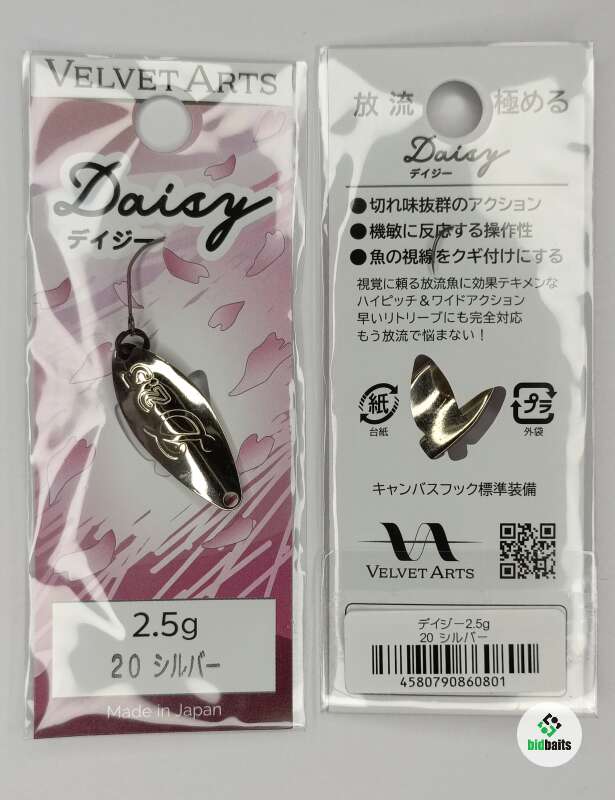 VELVET ARTS
Daisy
デイジー
2.5g
20 シルバー
Made in Japan
放流 極める
Daisy
デイジー
●切れ味抜群のアクション
●機敏に反応する操作性
●魚の視線をクギ付けにする
視覚に頼る放流魚に効果テキメンな
ハイピッチ＆ワイドアクション
早いリトリーブにも完全対応
もう放流で悩まない！
紙
台紙
プラ
外袋
キャンバスフック標準装備
VELVET ARTS
デイジー2.5g
20 シルバー
4580790860801
bidbaits